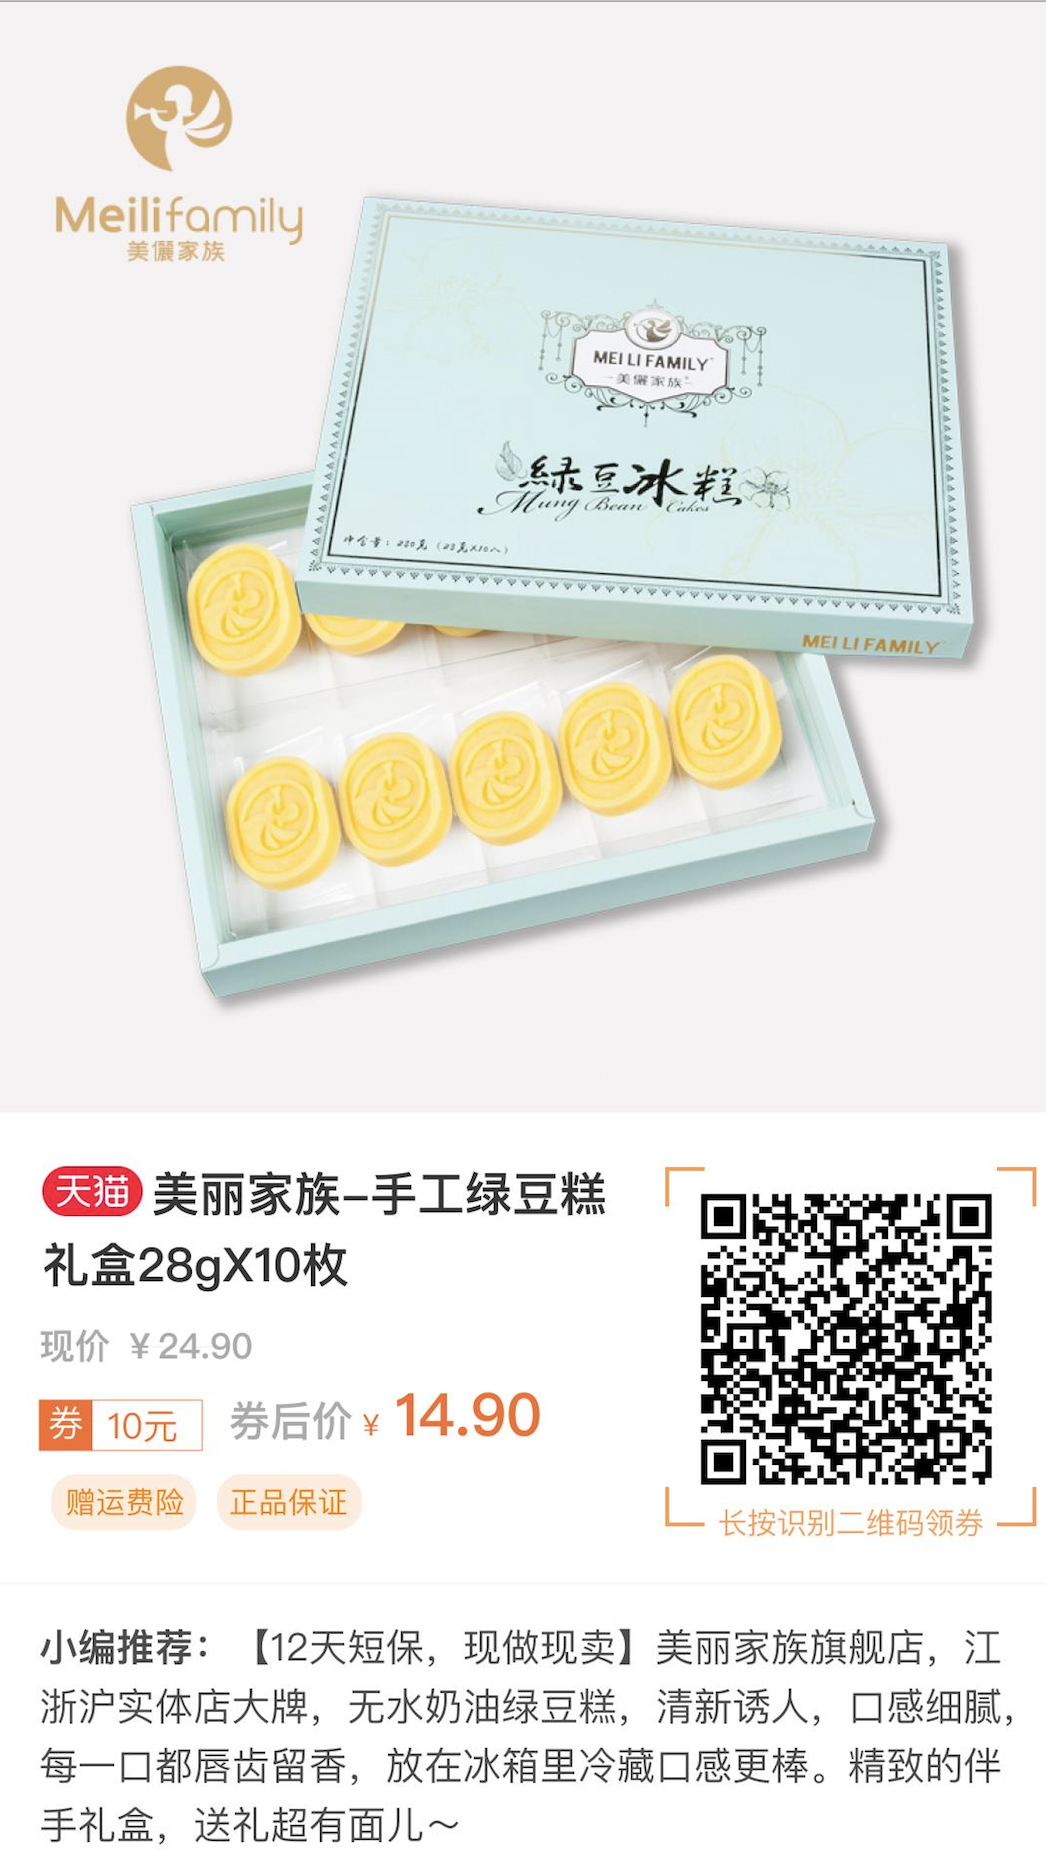 Meilifamily
美儷家族
MEI LI FAMILY
美儷家族
緑豆冰糕
Mung Bean Cakes
净含量：280克（28克X10入）
MEI LI FAMILY
天猫 美丽家族-手工绿豆糕
礼盒28gX10枚
现价 ¥24.90
券 10元 券后价 ¥ 14.90
赠运费险 正品保证
长按识别二维码领券
小编推荐：【12天短保，现做现卖】美丽家族旗舰店，江
浙沪实体店大牌，无水奶油绿豆糕，清新诱人，口感细腻，
每一口都唇齿留香，放在冰箱里冷藏口感更棒。精致的伴
手礼盒，送礼超有面儿～